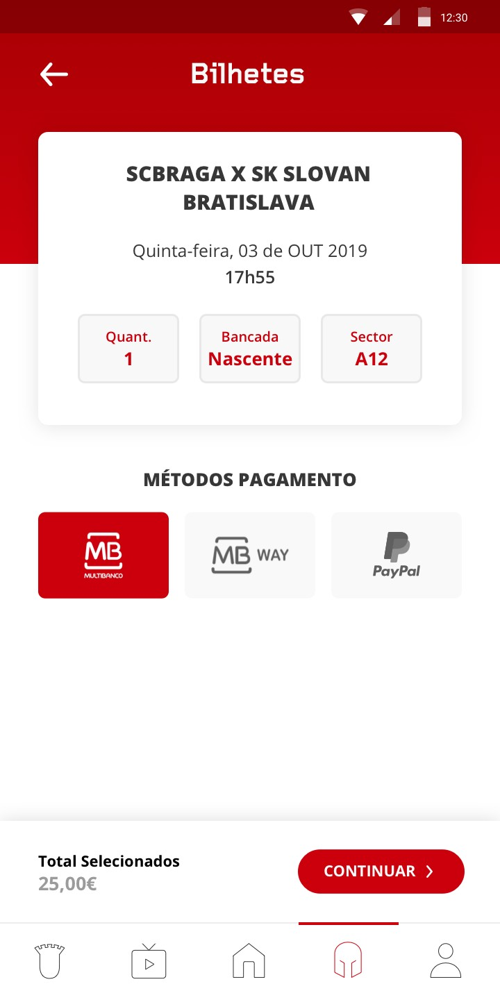 12:30
Bilhetes
SCBRAGA X SK SLOVAN
BRATISLAVA
Quinta-feira, 03 de OUT 2019
17h55
Quant.
1
Bancada
Nascente
Sector
A12
MÉTODOS PAGAMENTO
MB
MULTIBANCO
MB WAY
PayPal
Total Selecionados
25,00€
CONTINUAR